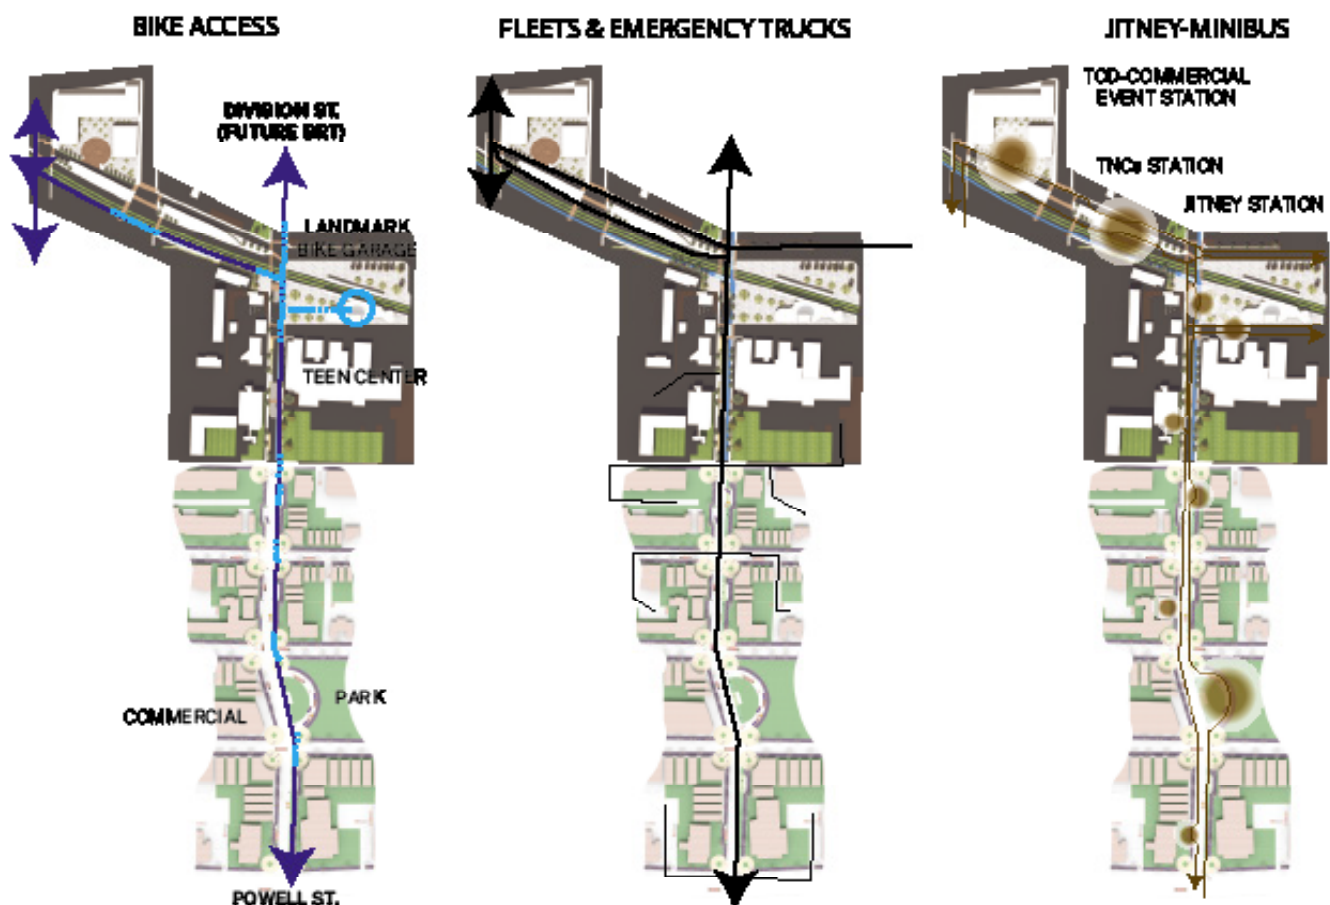 BIKE ACCESS
FLEETS & EMERGENCY TRUCKS
JITNEY-MINIBUS
TOD-COMMERCIAL
EVENT STATION
DIVISION ST.
(FUTURE BRT)
TNCs STATION
JITNEY STATION
LANDMARK
BIKE GARAGE
TEEN CENTER
PARK
COMMERCIAL
POWELL ST.